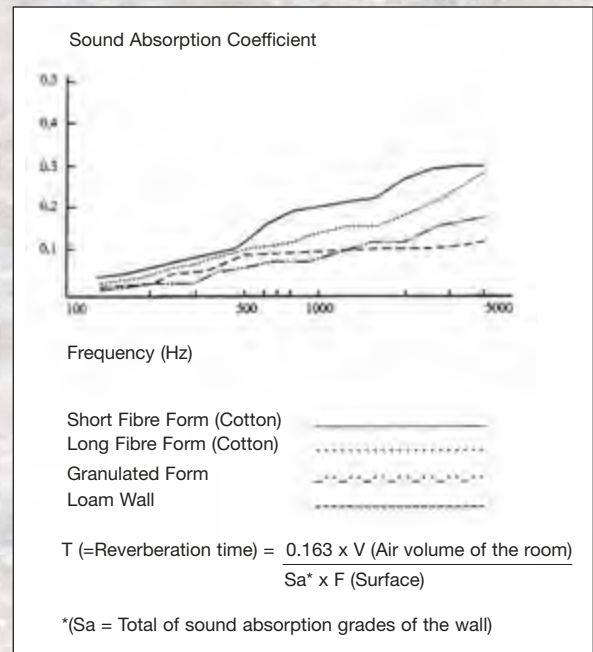 Sound Absorption Coefficient
0.5
0.4
0.3
0.2
0.1
100 500 1000 5000
Frequency (Hz)
Short Fibre Form (Cotton)
Long Fibre Form (Cotton)
Granulated Form
Loam Wall
T (=Reverberation time) = 0.163 x V (Air volume of the room)
Sa* x F (Surface)
*(Sa = Total of sound absorption grades of the wall)